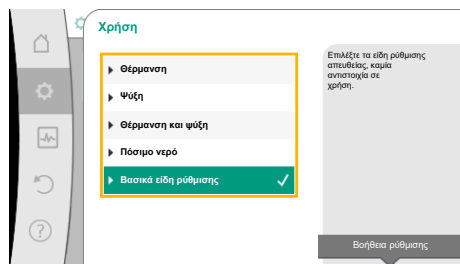 Χρήση
Θέρμανση
Ψύξη
Θέρμανση και ψύξη
Πόσιμο νερό
Βασικά είδη ρύθμισης
Επιλέξτε τα είδη ρύθμισης
απευθείας, καμία
αντιστοιχία σε
χρήση.
Βοήθεια ρύθμισης